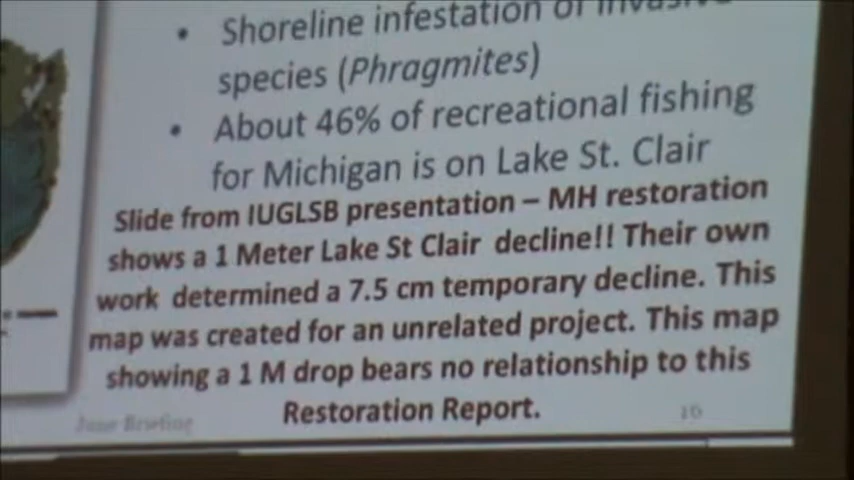 • Shoreline infestation of invasive
species (Phragmites)
• About 46% of recreational fishing
for Michigan is on Lake St. Clair
Slide from IUGLSB presentation – MH restoration
shows a 1 Meter Lake St Clair decline!! Their own
work determined a 7.5 cm temporary decline. This
map was created for an unrelated project. This map
showing a 1 M drop bears no relationship to this
Restoration Report.
June Briefing 16